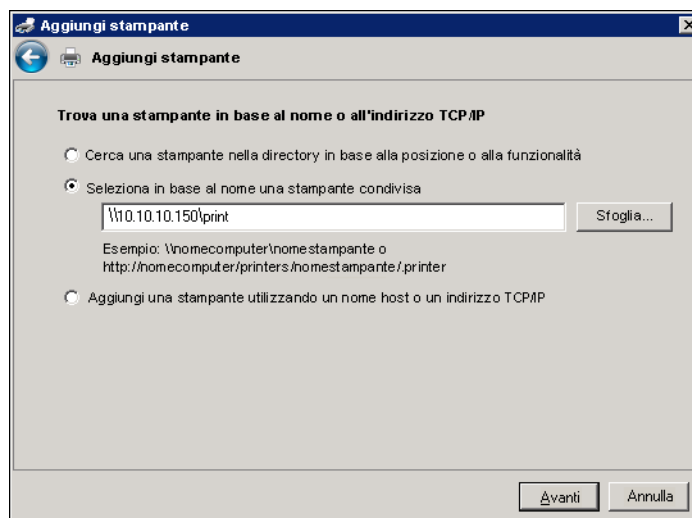 Aggiungi stampante
Aggiungi stampante
Trova una stampante in base al nome o all'indirizzo TCP/IP
Cerca una stampante nella directory in base alla posizione o alla funzionalità
Seleziona in base al nome una stampante condivisa
\\10.10.10.150\print
Sfoglia...
Esempio: \\nomecomputer\nomestampante o
http://nomecomputer/printers/nomestampante/.printer
Aggiungi una stampante utilizzando un nome host o un indirizzo TCP/IP
Avanti
Annulla